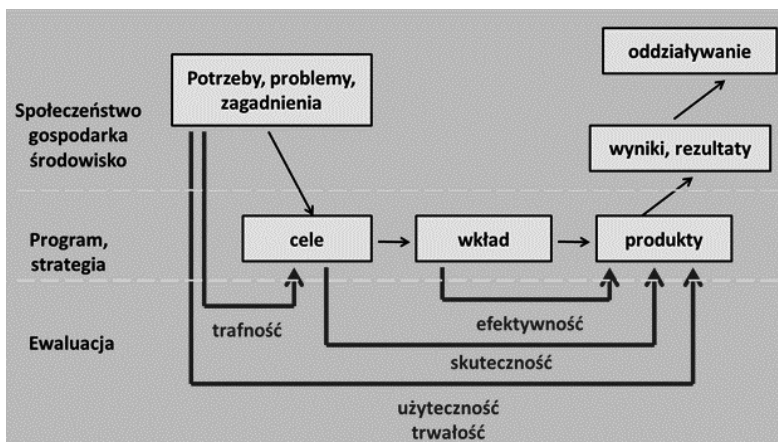 oddziaływanie
Potrzeby, problemy,
zagadnienia
Społeczeństwo
gospodarka
środowisko
wyniki, rezultaty
Program,
strategia
cele
wkład
produkty
trafność
efektywność
Ewaluacja
skuteczność
użyteczność
trwałość